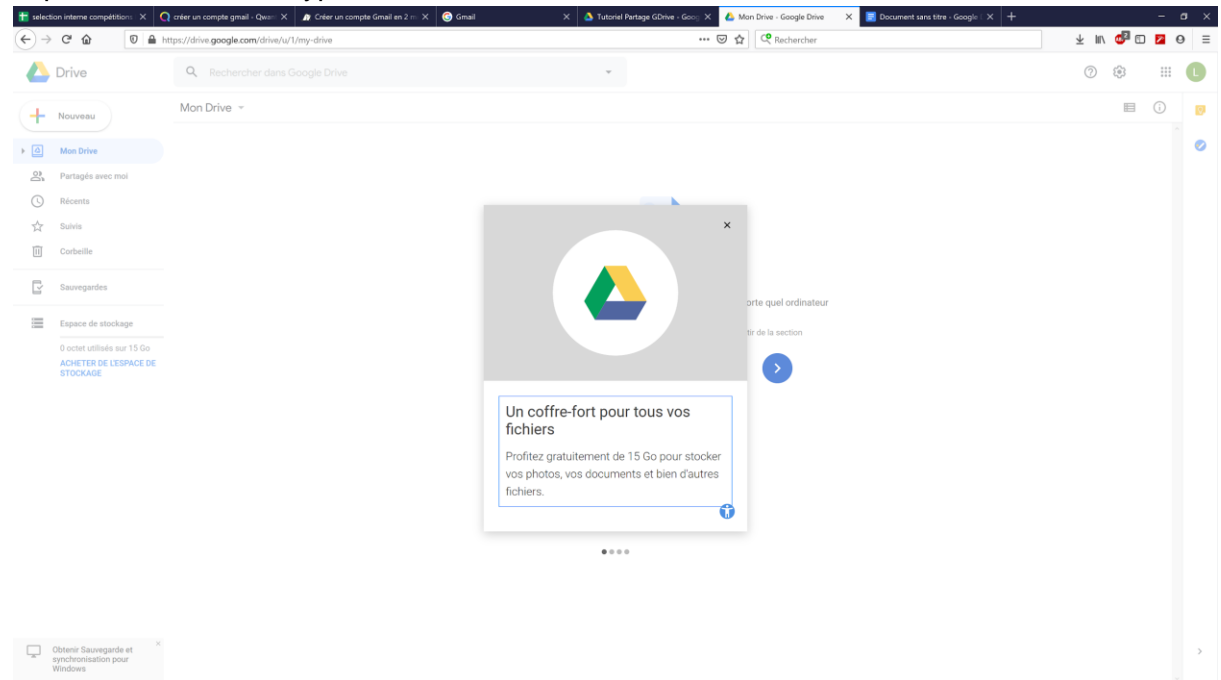 selection interne compétitions
créer un compte gmail - Qwan
Créer un compte Gmail en 2 m
Gmail
Tutoriel Partage GDrive - Goog
Mon Drive - Google Drive
Document sans titre - Google
https://drive.google.com/drive/u/1/my-drive
Rechercher
Drive
Rechercher dans Google Drive
L
Nouveau
Mon Drive
Mon Drive
Partagés avec moi
Récents
Suivis
Corbeille
Sauvegardes
Espace de stockage
0 octet utilisés sur 15 Go
ACHETER DE L'ESPACE DE
STOCKAGE
orte quel ordinateur
tir de la section
Un coffre-fort pour tous vos
fichiers
Profitez gratuitement de 15 Go pour stocker
vos photos, vos documents et bien d'autres
fichiers.
Obtenir Sauvegarde et
synchronisation pour
Windows